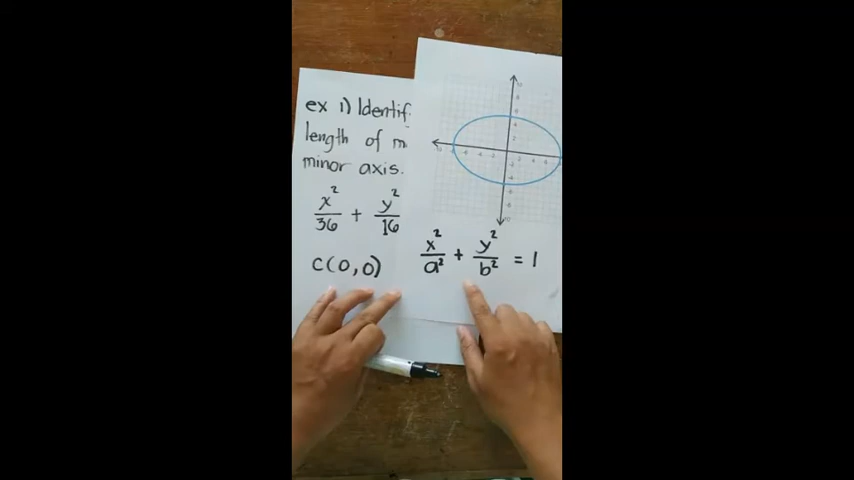 ex 1) Identif
length of m
minor axis.
x²/36 + y²/16
C(0,0)
x²/a² + y²/b² = 1